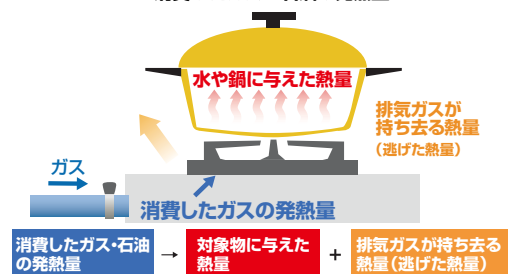 水や鍋に与えた熱量
排気ガスが
持ち去る熱量
(逃げた熱量)
ガス
消費したガスの発熱量
消費したガス・石油
の発熱量
→
対象物に与えた
熱量
+
排気ガスが持ち去る
熱量(逃げた熱量)